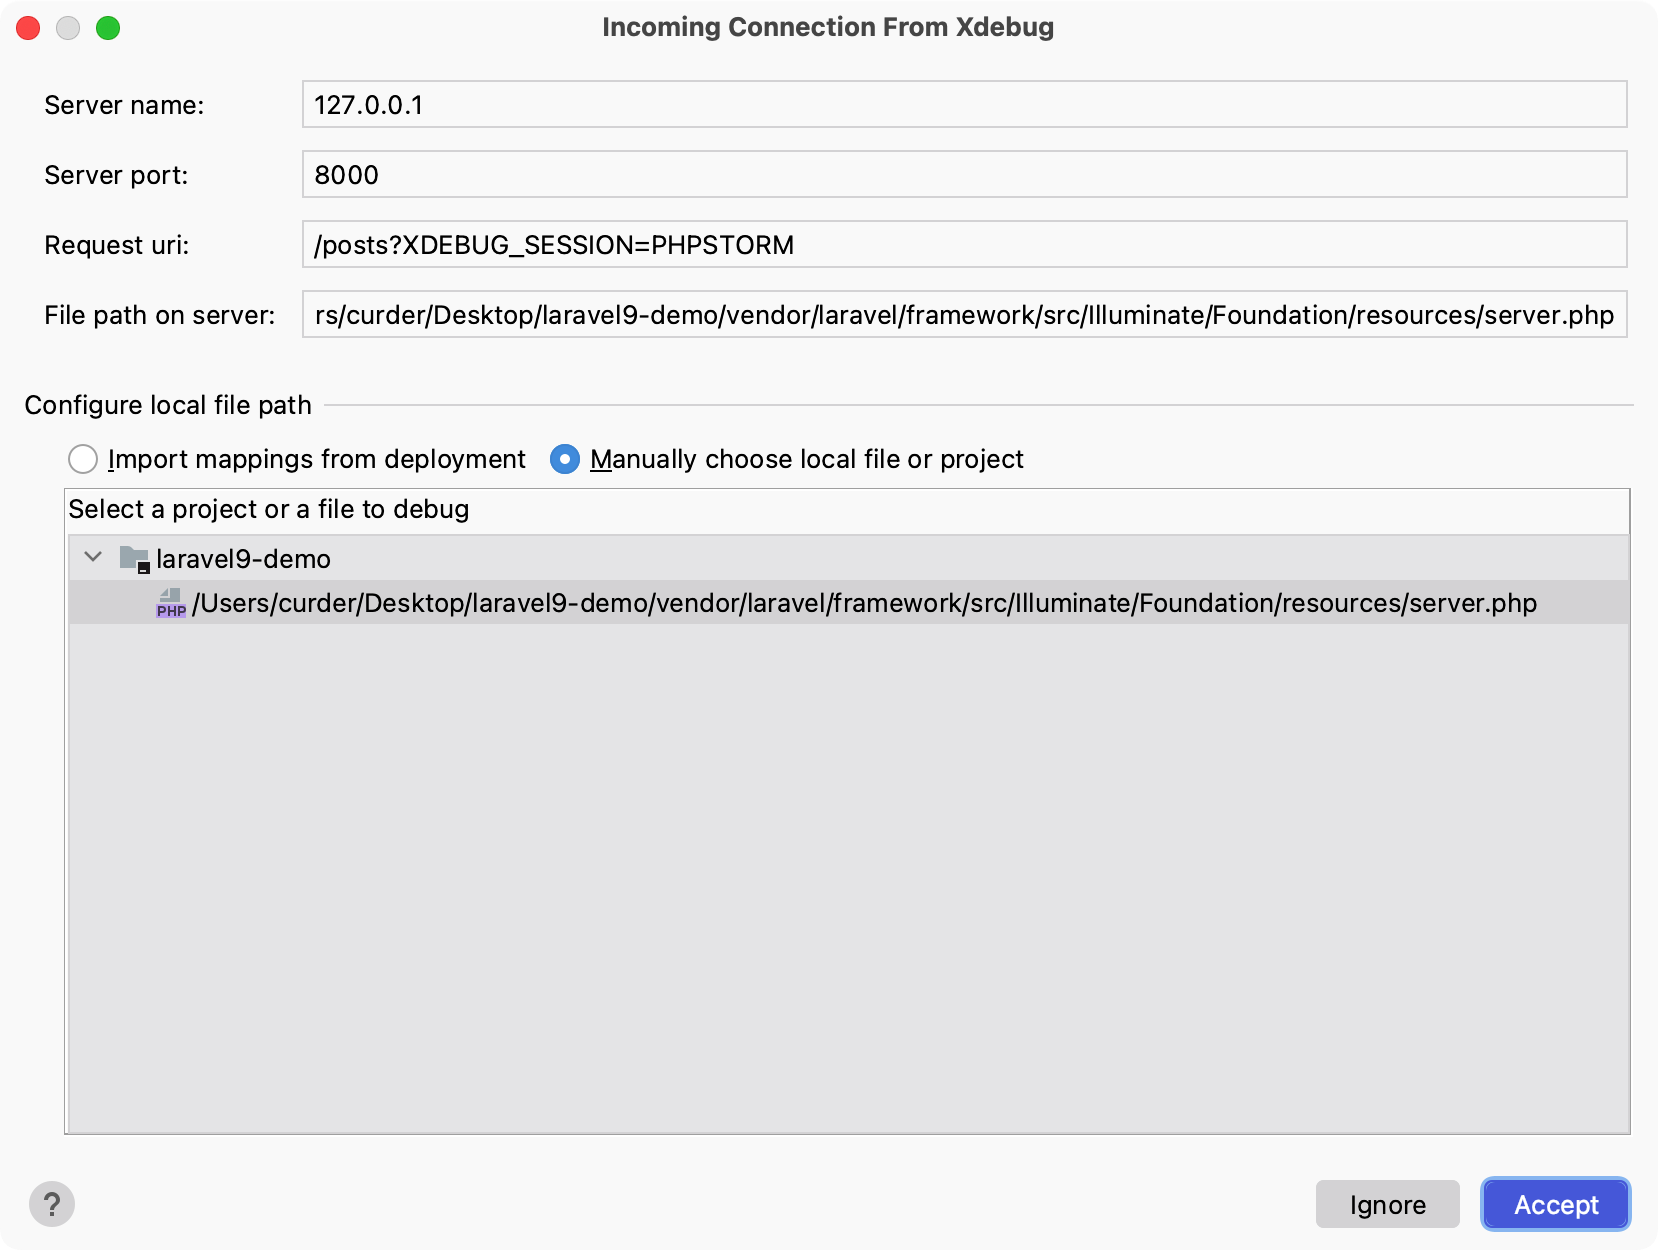 Incoming Connection From Xdebug
Server name: 127.0.0.1
Server port: 8000
Request uri: /posts?XDEBUG_SESSION=PHPSTORM
File path on server: rs/curder/Desktop/laravel9-demo/vendor/laravel/framework/src/Illuminate/Foundation/resources/server.php
Configure local file path
Import mappings from deployment Manually choose local file or project
Select a project or a file to debug
laravel9-demo
PHP /Users/curder/Desktop/laravel9-demo/vendor/laravel/framework/src/Illuminate/Foundation/resources/server.php
? Ignore Accept